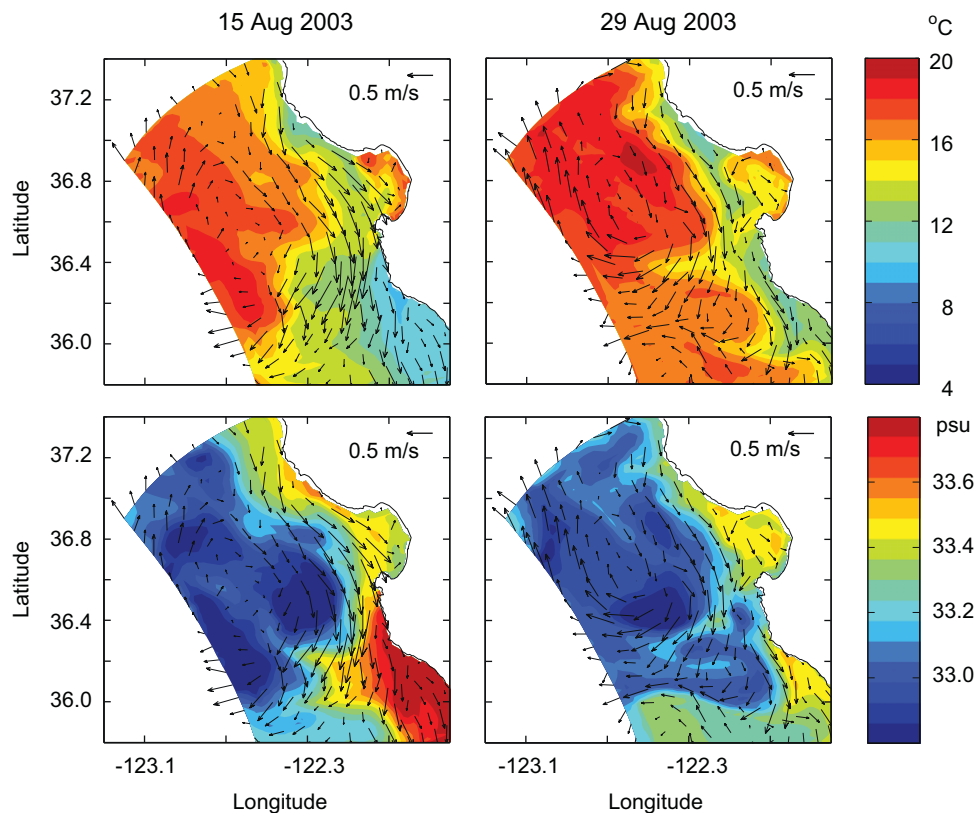 15 Aug 2003
29 Aug 2003
°C
0.5 m/s
0.5 m/s
20
16
12
8
4
37.2
36.8
36.4
36.0
Latitude
psu
33.6
33.4
33.2
33.0
0.5 m/s
0.5 m/s
37.2
36.8
36.4
36.0
Latitude
-123.1
-122.3
-123.1
-122.3
Longitude
Longitude